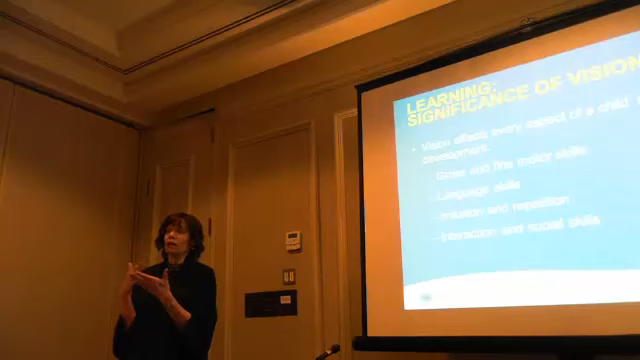 LEARNING:
SIGNIFICANCE OF VISION
• Vision affects every aspect of a child
development.
Gross and fine motor skills
–Language skills
–Imitation and repetition
–Interaction and social skills